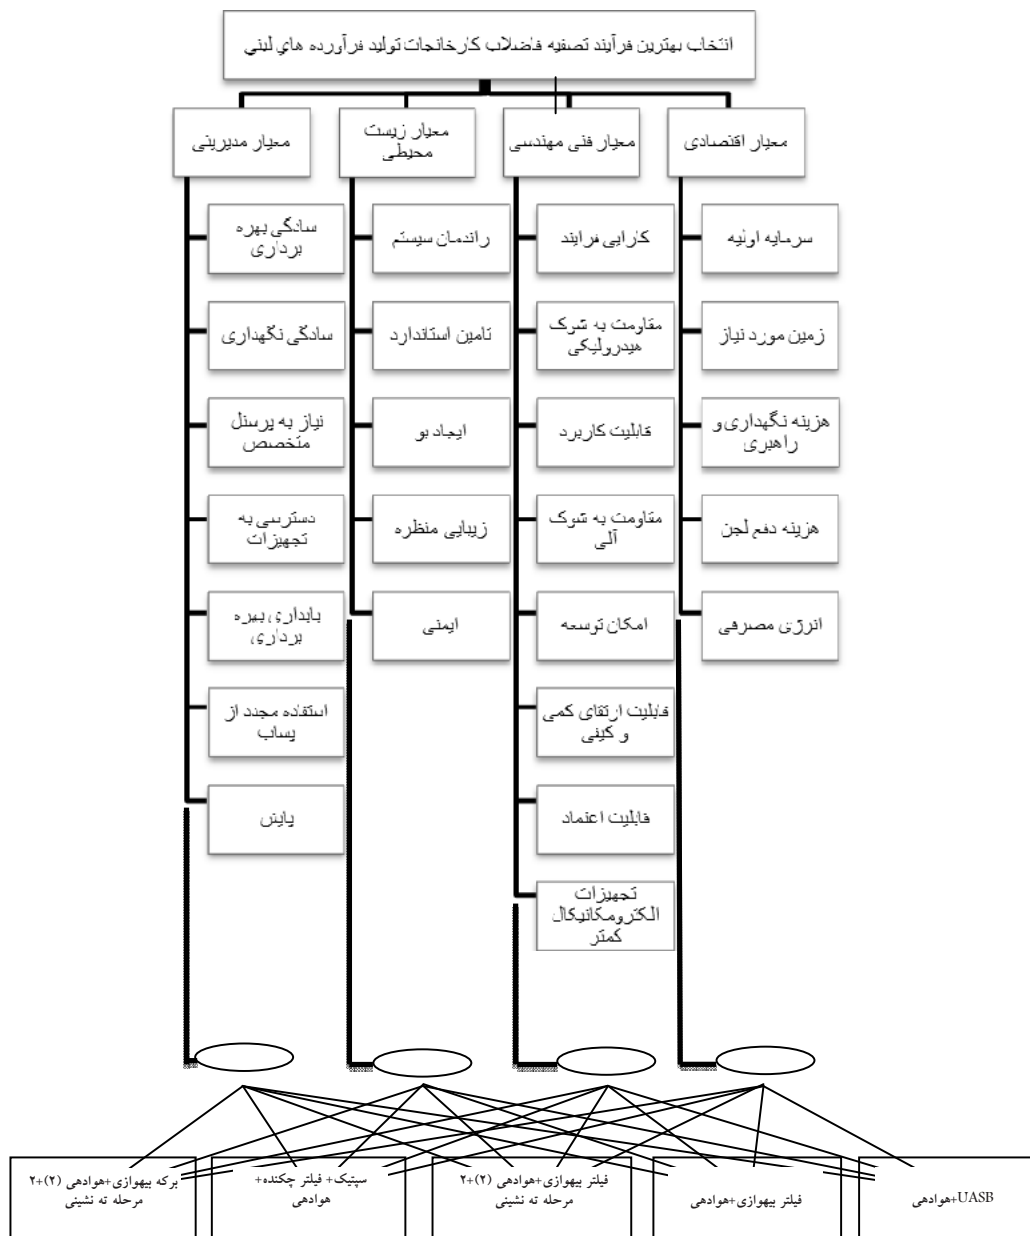 انتخاب بهترین فرآیند تصفیه فاضلاب کارخانجات تولید فرآورده های لبنی
معیار اقتصادی
معیار فنی مهندسی
معیار زیست
محیطی
معیار مدیریتی
سرمایه اولیه
زمین مورد نیاز
هزینه نگهداری و
راهبری
هزینه دفع لجن
انرژی مصرفی
کارایی فرایند
مقاومت به شوک
هیدرولیکی
قابلیت کاربرد
مقاومت به شوک
آلی
امکان توسعه
قابلیت ارتقای کمی
و کیفی
قابلیت اعتماد
تجهیزات
الکترومکانیکال
کمتر
راندمان سیستم
تامین استاندارد
ایجاد بو
زیبایی منظره
ایمنی
سادگی بهره
برداری
سادگی نگهداری
نیاز به پرسنل
متخصص
دسترسی به
تجهیزات
پایداری بهره
برداری
استفاده مجدد از
پساب
پایش
UASB+هوادهی
فیلتر بیهوازی+هوادهی
فیلتر بیهوازی+هوادهی (۲)+۲
مرحله ته نشینی
سپتیک+ فیلتر چکنده+
هوادهی
برکه بیهوازی+هوادهی (۲)+۲
مرحله ته نشینی